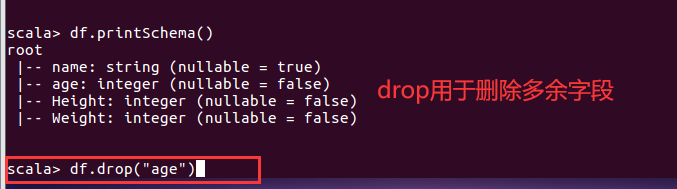 scala> df.printSchema()
root
 |-- name: string (nullable = true)
 |-- age: integer (nullable = false)
 |-- Height: integer (nullable = false)
 |-- Weight: integer (nullable = false)
drop用于删除多余字段
scala> df.drop("age")